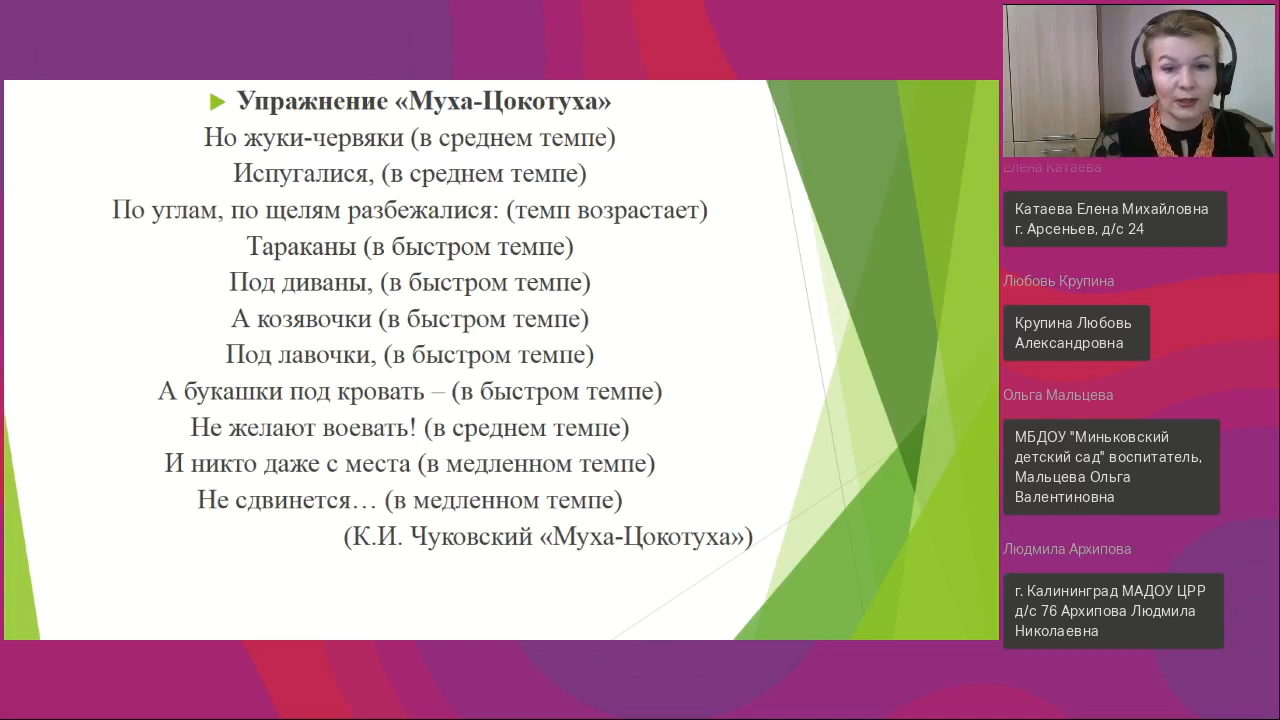 Упражнение «Муха-Цокотуха»
Но жуки-червяки (в среднем темпе)
Испугалися, (в среднем темпе)
По углам, по щелям разбежалися: (темп возрастает)
Тараканы (в быстром темпе)
Под диваны, (в быстром темпе)
А козявочки (в быстром темпе)
Под лавочки, (в быстром темпе)
А букашки под кровать – (в быстром темпе)
Не желают воевать! (в среднем темпе)
И никто даже с места (в медленном темпе)
Не сдвинется… (в медленном темпе)
(К.И. Чуковский «Муха-Цокотуха»)
Елена Катаева
Катаева Елена Михайловна
г. Арсеньев, д/с 24
Любовь Крупина
Крупина Любовь
Александровна
Ольга Мальцева
МБДОУ "Миньковский
детский сад" воспитатель,
Мальцева Ольга
Валентиновна
Людмила Архипова
г. Калининград МАДОУ ЦРР
д/с 76 Архипова Людмила
Николаевна